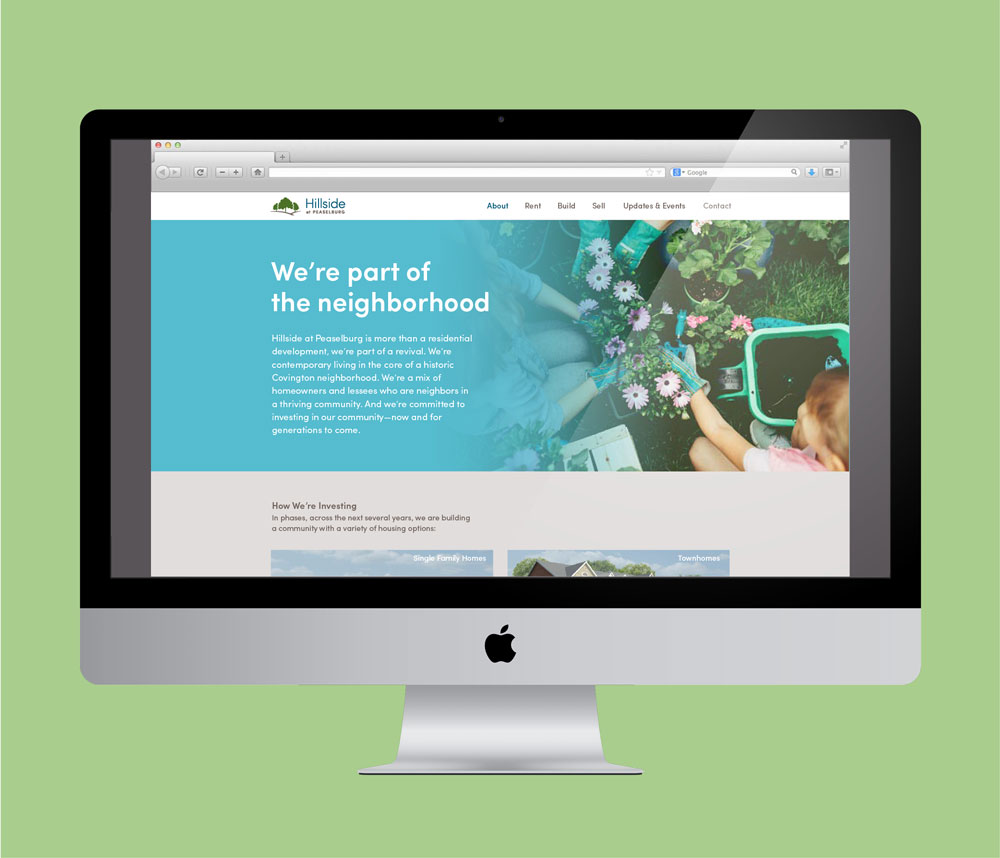 Google
Hillside
at PEASELBURG
About Rent Build Sell Updates & Events Contact
We're part of
the neighborhood
Hillside at Peaselburg is more than a residential
development, we're part of a revival. We're
contemporary living in the core of a historic
Covington neighborhood. We're a mix of
homeowners and lessees who are neighbors in
a thriving community. And we're committed to
investing in our community—now and for
generations to come.
How We're Investing
In phases, across the next several years, we are building
a community with a variety of housing options:
Single Family Homes
Townhomes